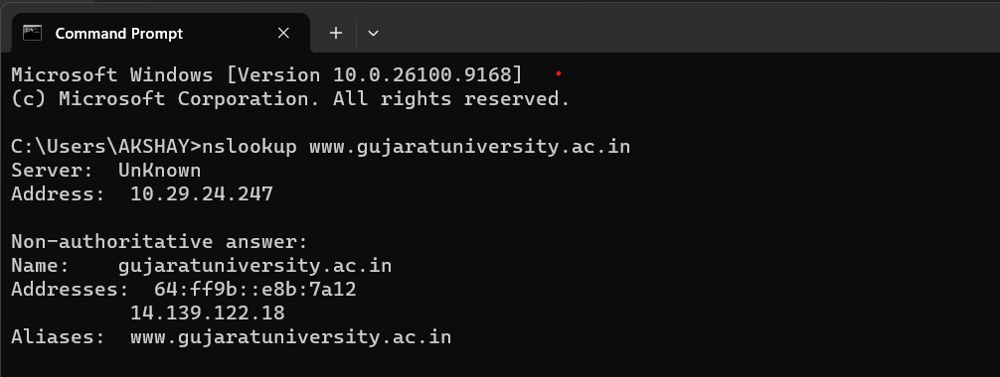 Command Prompt
Microsoft Windows [Version 10.0.26100.9168]
(c) Microsoft Corporation. All rights reserved.
C:\Users\AKSHAY>nslookup www.gujaratuniversity.ac.in
Server:  UnKnown
Address:  10.29.24.247
Non-authoritative answer:
Name:    gujaratuniversity.ac.in
Addresses:  64:ff9b::e8b:7a12
          14.139.122.18
Aliases:  www.gujaratuniversity.ac.in